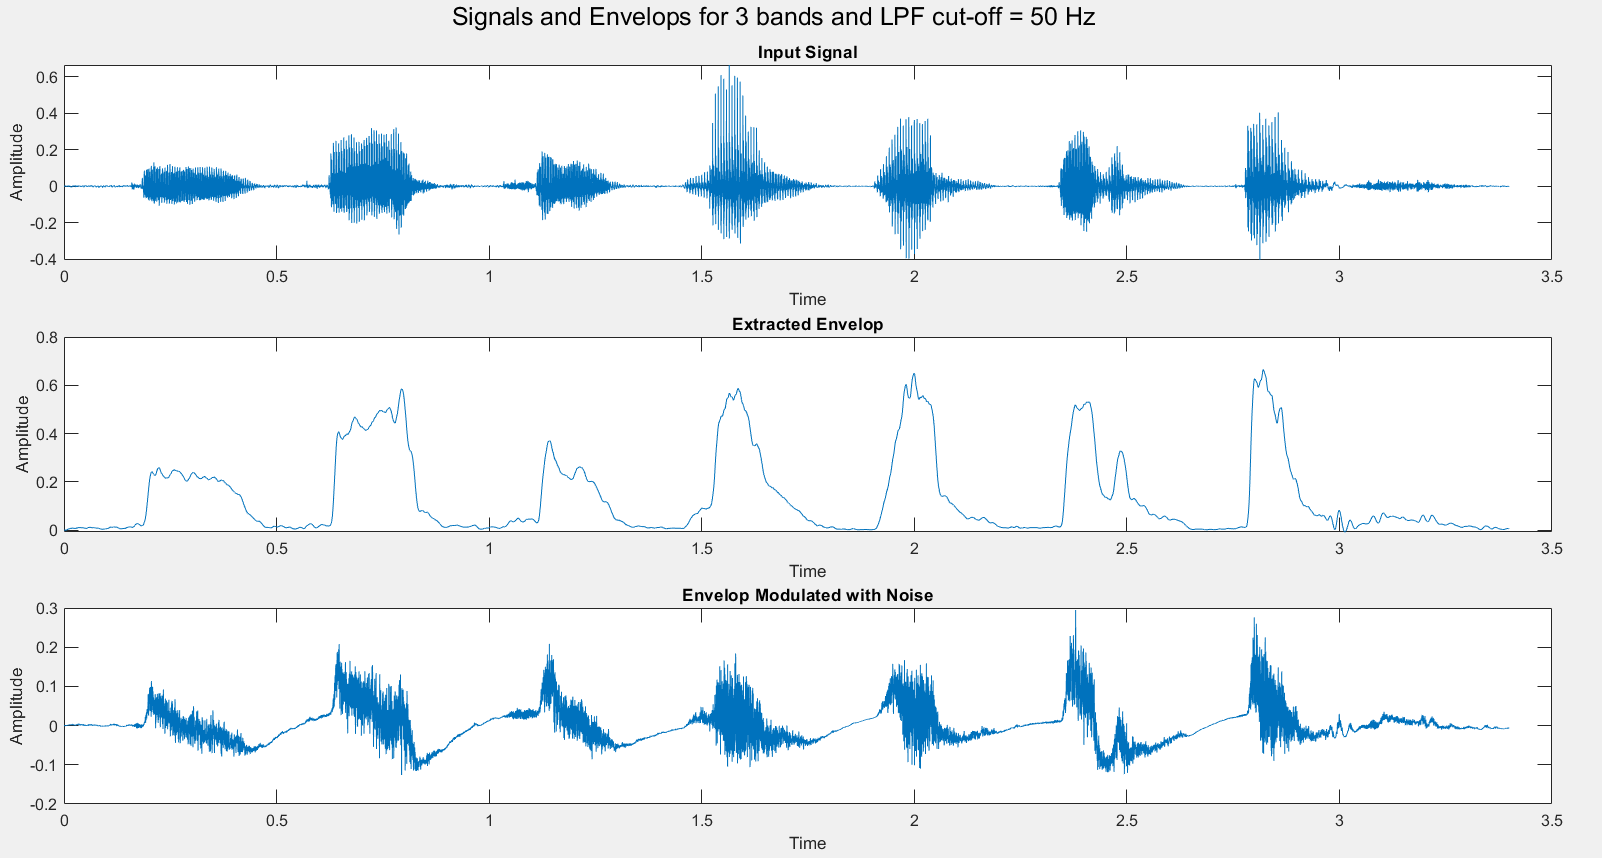 Signals and Envelops for 3 bands and LPF cut-off = 50 Hz
Input Signal
0.6
0.4
0.2
0
-0.2
-0.4
Amplitude
0 0.5 1 1.5 2 2.5 3 3.5
Time
Extracted Envelop
0.8
0.6
0.4
0.2
0
Amplitude
0 0.5 1 1.5 2 2.5 3 3.5
Time
Envelop Modulated with Noise
0.3
0.2
0.1
0
-0.1
-0.2
Amplitude
0 0.5 1 1.5 2 2.5 3 3.5
Time